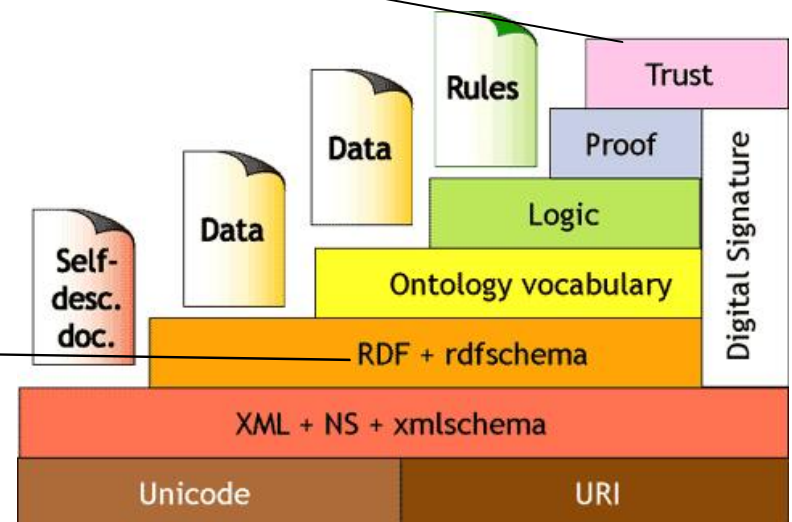 Trust
Rules
Proof
Data
Logic
Data
Digital Signature
Self-
desc.
doc.
Ontology vocabulary
RDF + rdfschema
XML + NS + xmlschema
Unicode
URI